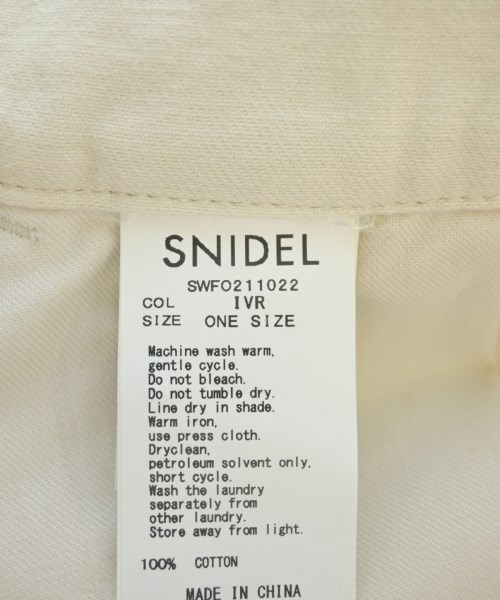 SNIDEL
SWFO211022
COL IVR
SIZE ONE SIZE
Machine wash warm,
gentle cycle.
Do not bleach.
Do not tumble dry.
Line dry in shade.
Warm iron,
use press cloth.
Dryclean,
petroleum solvent only,
short cycle.
Wash the laundry
separately from
other laundry.
Store away from light.
100% COTTON
MADE IN CHINA